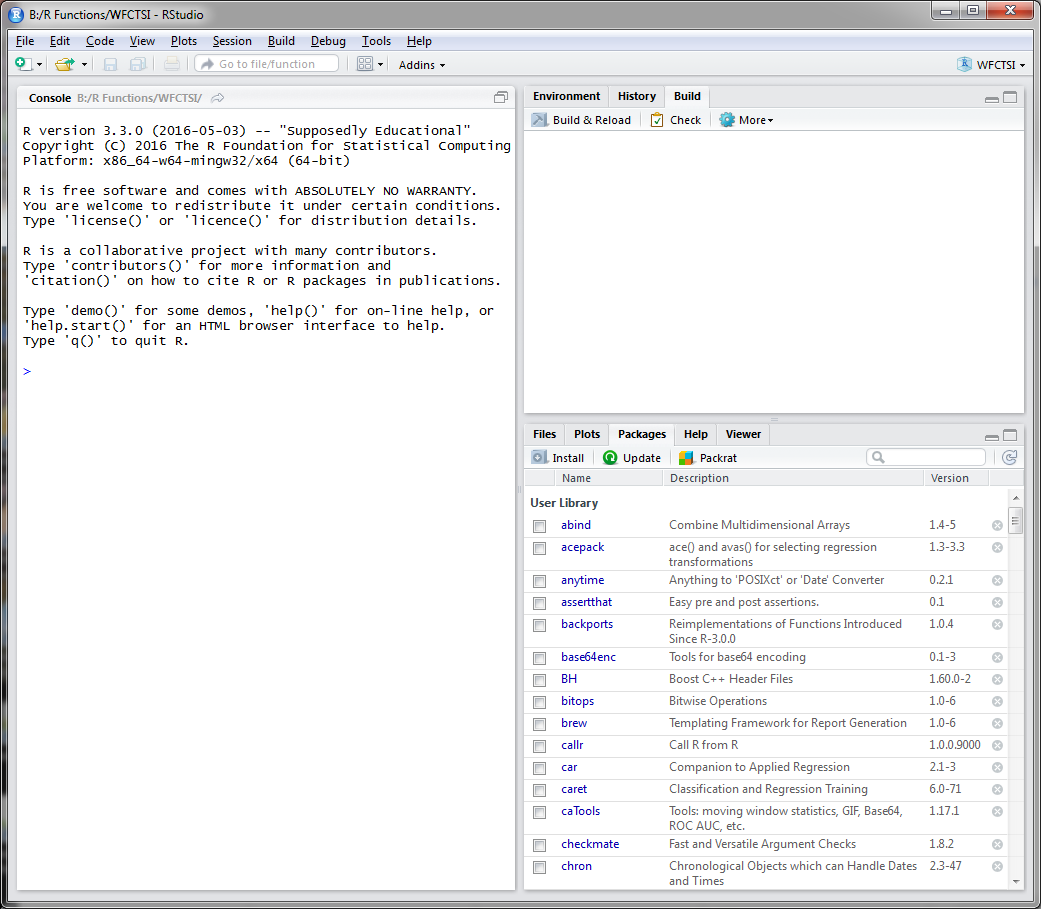 B:/R Functions/WFCTSI - RStudio
File Edit Code View Plots Session Build Debug Tools Help
Go to file/function Addins WFCTSI
Console B:/R Functions/WFCTSI/
R version 3.3.0 (2016-05-03) -- "Supposedly Educational"
Copyright (C) 2016 The R Foundation for Statistical Computing
Platform: x86_64-w64-mingw32/x64 (64-bit)
R is free software and comes with ABSOLUTELY NO WARRANTY.
You are welcome to redistribute it under certain conditions.
Type 'license()' or 'licence()' for distribution details.
R is a collaborative project with many contributors.
Type 'contributors()' for more information and
'citation()' on how to cite R or R packages in publications.
Type 'demo()' for some demos, 'help()' for on-line help, or
'help.start()' for an HTML browser interface to help.
Type 'q()' to quit R.
>
Environment History Build
Build & Reload Check More
Files Plots Packages Help Viewer
Install Update Packrat
Name Description Version
User Library
abind Combine Multidimensional Arrays 1.4-5
acepack ace() and avas() for selecting regression 1.3-3.3
transformations
anytime Anything to 'POSIXct' or 'Date' Converter 0.2.1
assertthat Easy pre and post assertions. 0.1
backports Reimplementations of Functions Introduced 1.0.4
Since R-3.0.0
base64enc Tools for base64 encoding 0.1-3
BH Boost C++ Header Files 1.60.0-2
bitops Bitwise Operations 1.0-6
brew Templating Framework for Report Generation 1.0-6
callr Call R from R 1.0.0.9000
car Companion to Applied Regression 2.1-3
caret Classification and Regression Training 6.0-71
caTools Tools: moving window statistics, GIF, Base64, 1.17.1
ROC AUC, etc.
checkmate Fast and Versatile Argument Checks 1.8.2
chron Chronological Objects which can Handle Dates 2.3-47
and Times